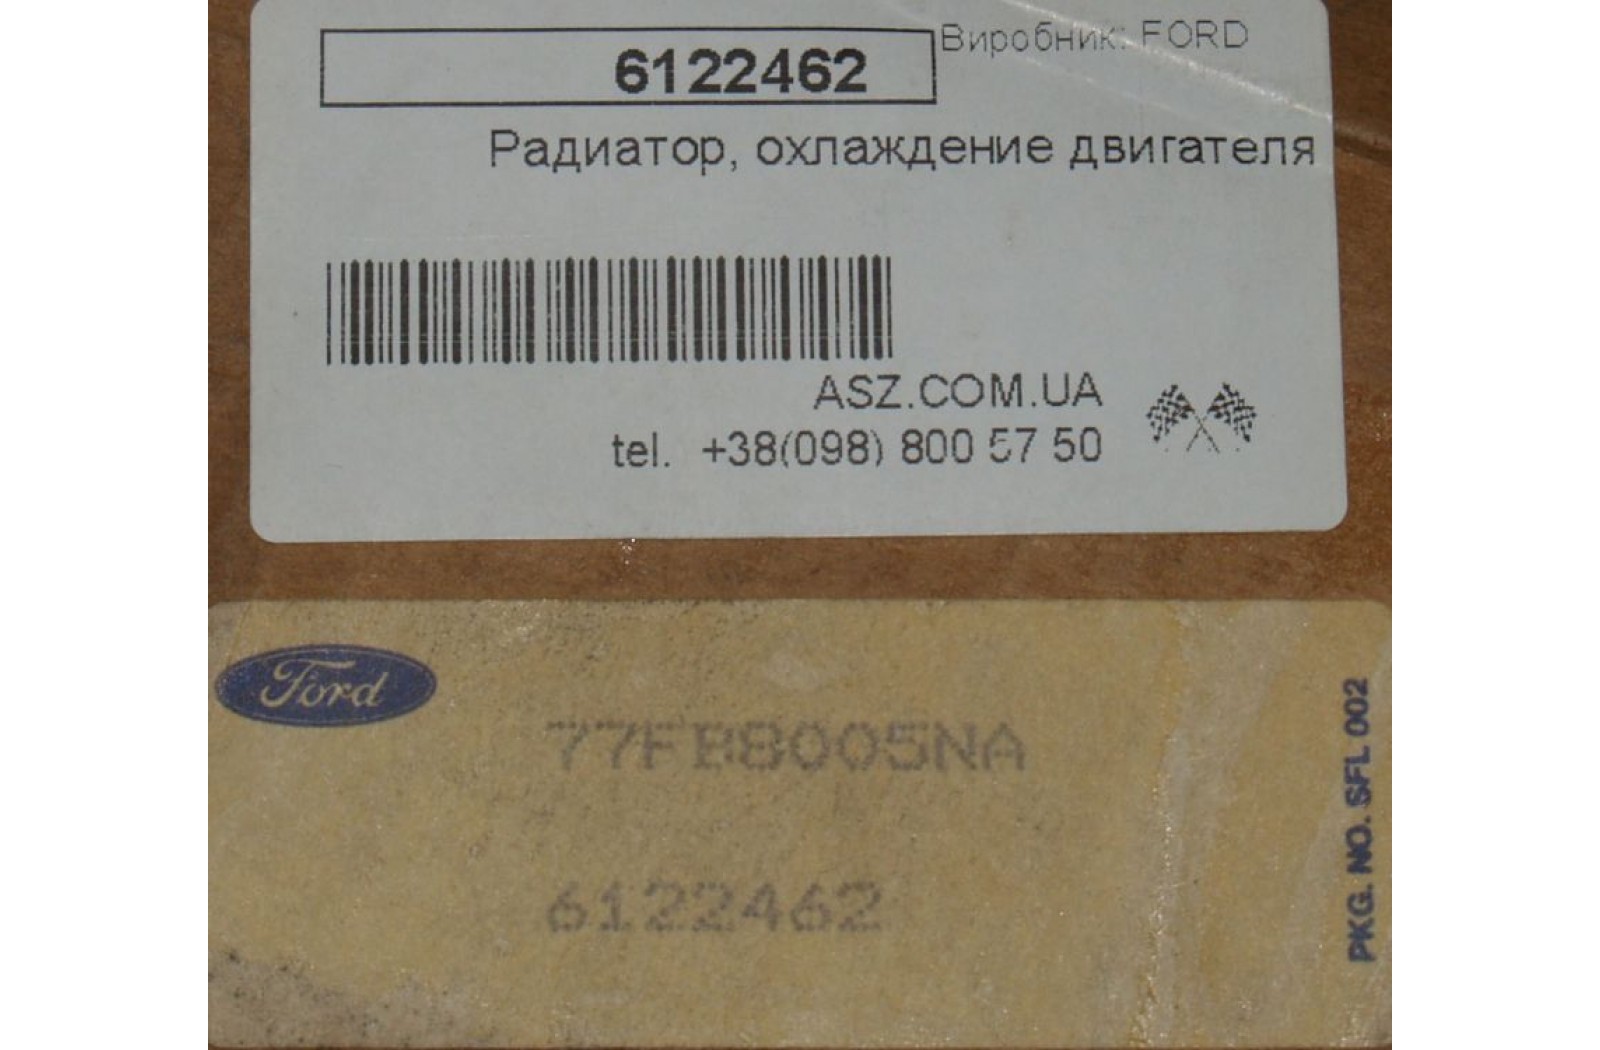 Виробник: FORD
6122462
Радиатор, охлаждение двигателя
ASZ.COM.UA
tel. +38(098) 800 57 50
Ford
77FB8005NA
6122462
PKG. NO. SFL 002